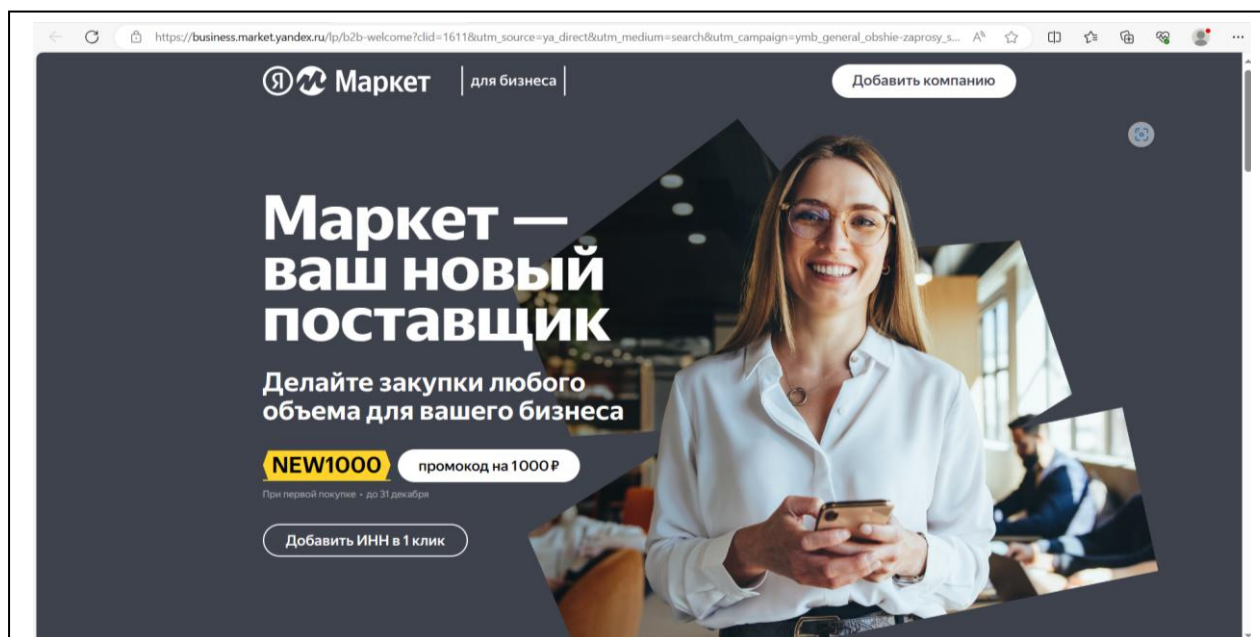 https://business.market.yandex.ru/lp/b2b-welcome?clid=1611&utm_source=ya_direct&utm_medium=search&utm_campaign=ymb_general_obshie-zaprosy_s...
Я Маркет
для бизнеса
Добавить компанию
Маркет —
ваш новый
поставщик
Делайте закупки любого
объема для вашего бизнеса
NEW1000
промокод на 1000 ₽
При первой покупке • до 31 декабря
Добавить ИНН в 1 клик